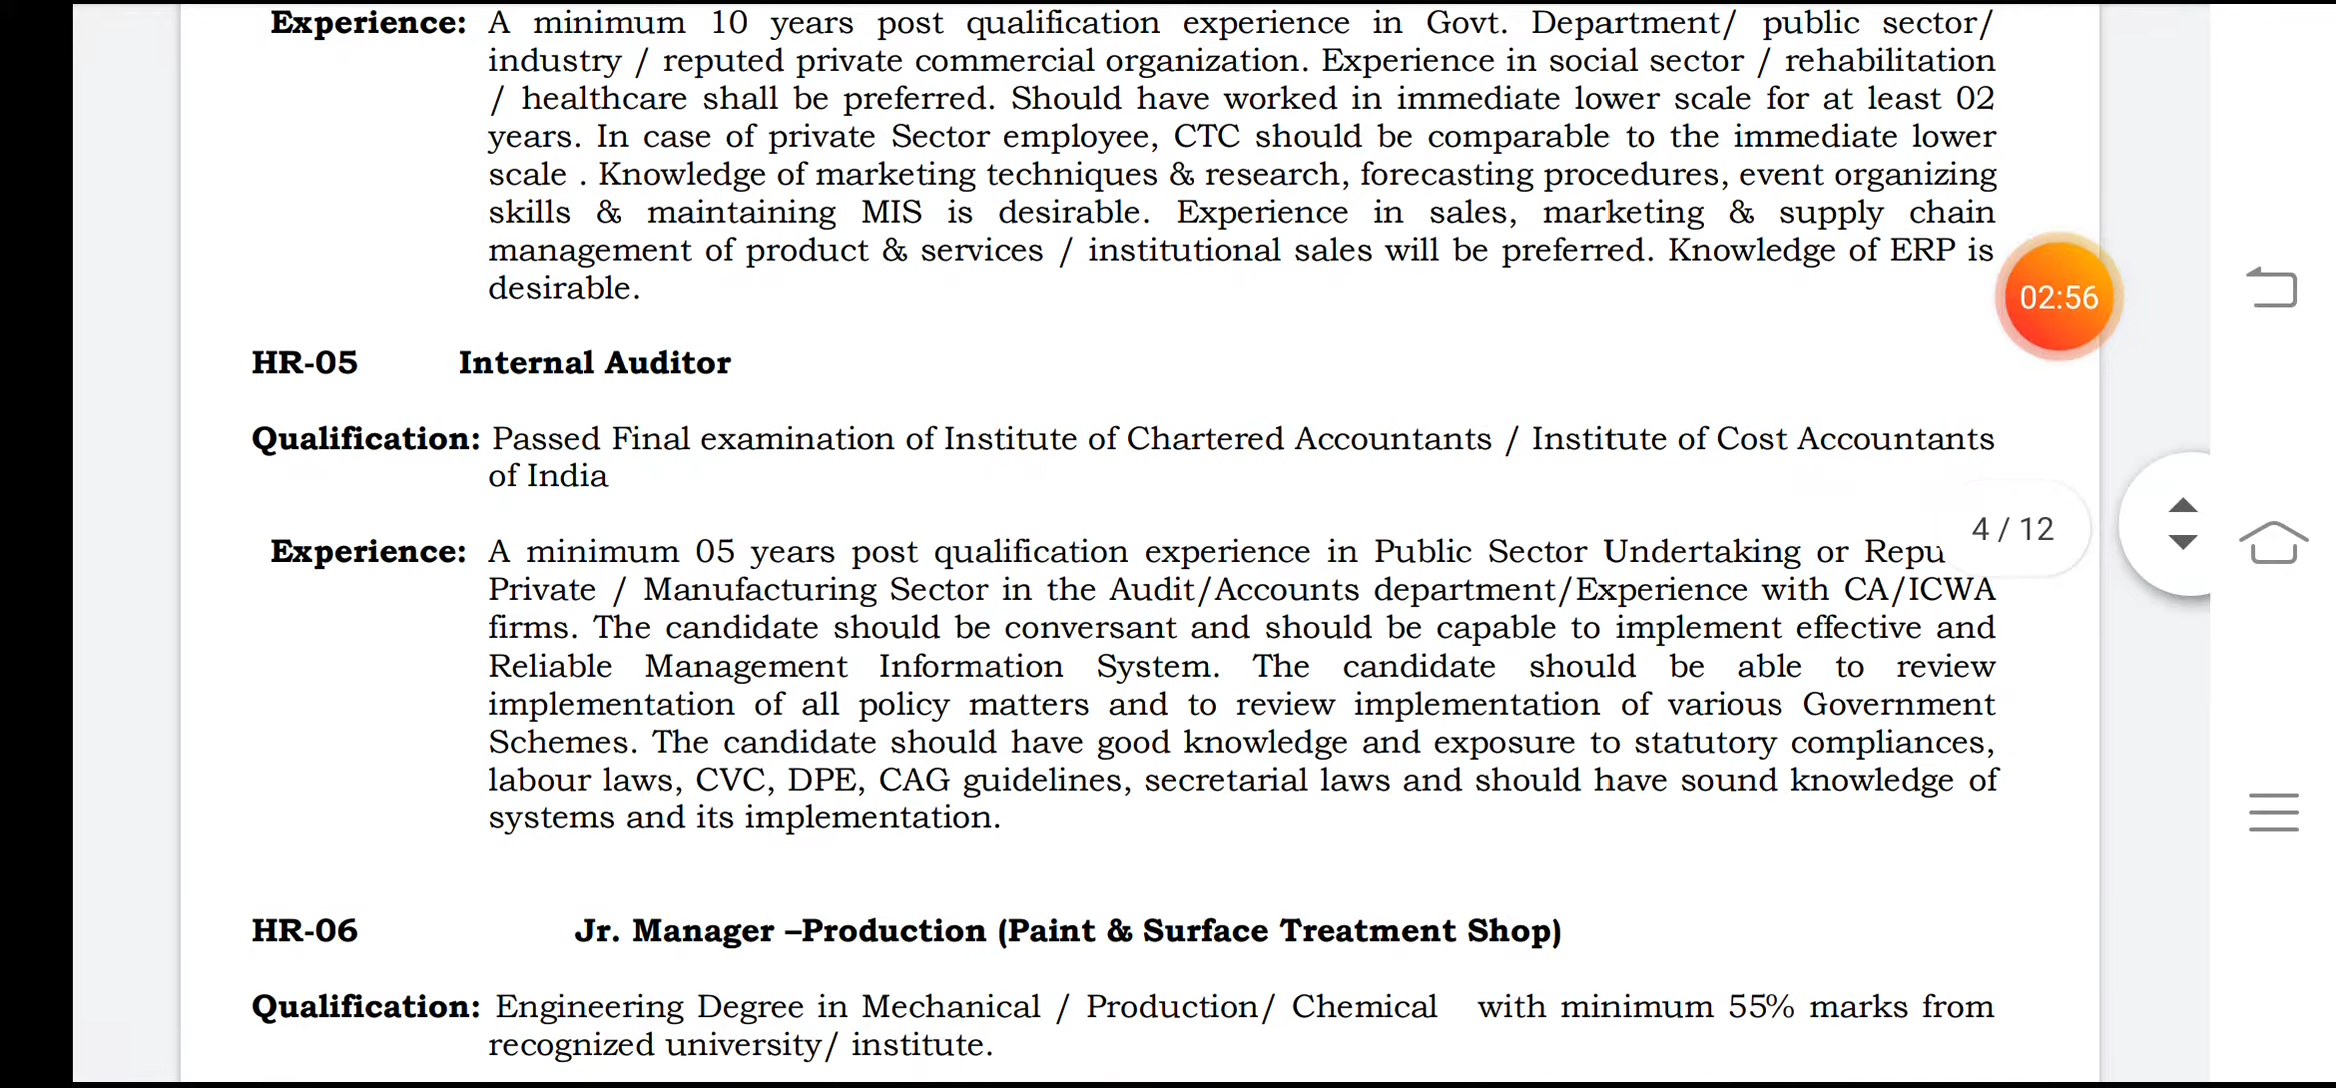 Experience: A minimum 10 years post qualification experience in Govt. Department/ public sector/
industry / reputed private commercial organization. Experience in social sector / rehabilitation
/ healthcare shall be preferred. Should have worked in immediate lower scale for at least 02
years. In case of private Sector employee, CTC should be comparable to the immediate lower
scale . Knowledge of marketing techniques & research, forecasting procedures, event organizing
skills & maintaining MIS is desirable. Experience in sales, marketing & supply chain
management of product & services / institutional sales will be preferred. Knowledge of ERP is
desirable.
02:56
HR-05 Internal Auditor
Qualification: Passed Final examination of Institute of Chartered Accountants / Institute of Cost Accountants
of India
4 / 12
Experience: A minimum 05 years post qualification experience in Public Sector Undertaking or Repu
Private / Manufacturing Sector in the Audit/Accounts department/Experience with CA/ICWA
firms. The candidate should be conversant and should be capable to implement effective and
Reliable Management Information System. The candidate should be able to review
implementation of all policy matters and to review implementation of various Government
Schemes. The candidate should have good knowledge and exposure to statutory compliances,
labour laws, CVC, DPE, CAG guidelines, secretarial laws and should have sound knowledge of
systems and its implementation.
HR-06 Jr. Manager –Production (Paint & Surface Treatment Shop)
Qualification: Engineering Degree in Mechanical / Production/ Chemical with minimum 55% marks from
recognized university/ institute.